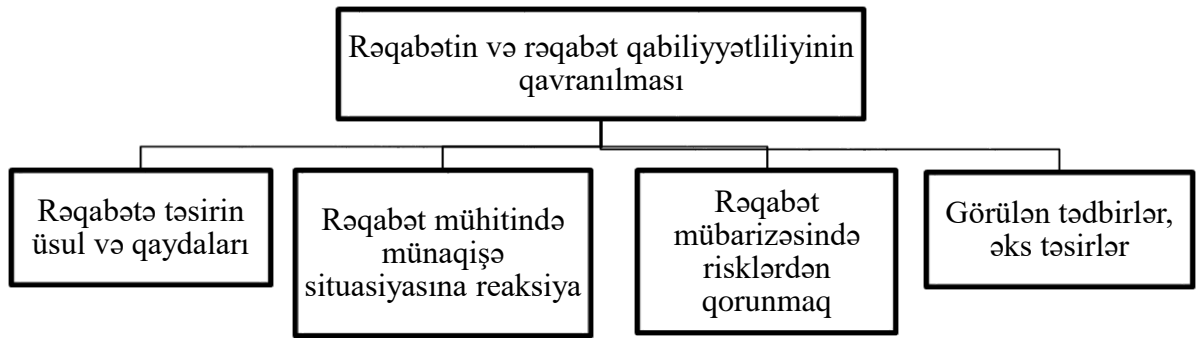 Rəqabətin və rəqabət qabiliyyətliliyinin
qavranılması
Rəqabətə təsirin
üsul və qaydaları
Rəqabət mühitində
münaqişə
situasiyasına reaksiya
Rəqabət
mübarizəsində
risklərdən
qorunmaq
Görülən tədbirlər,
əks təsirlər